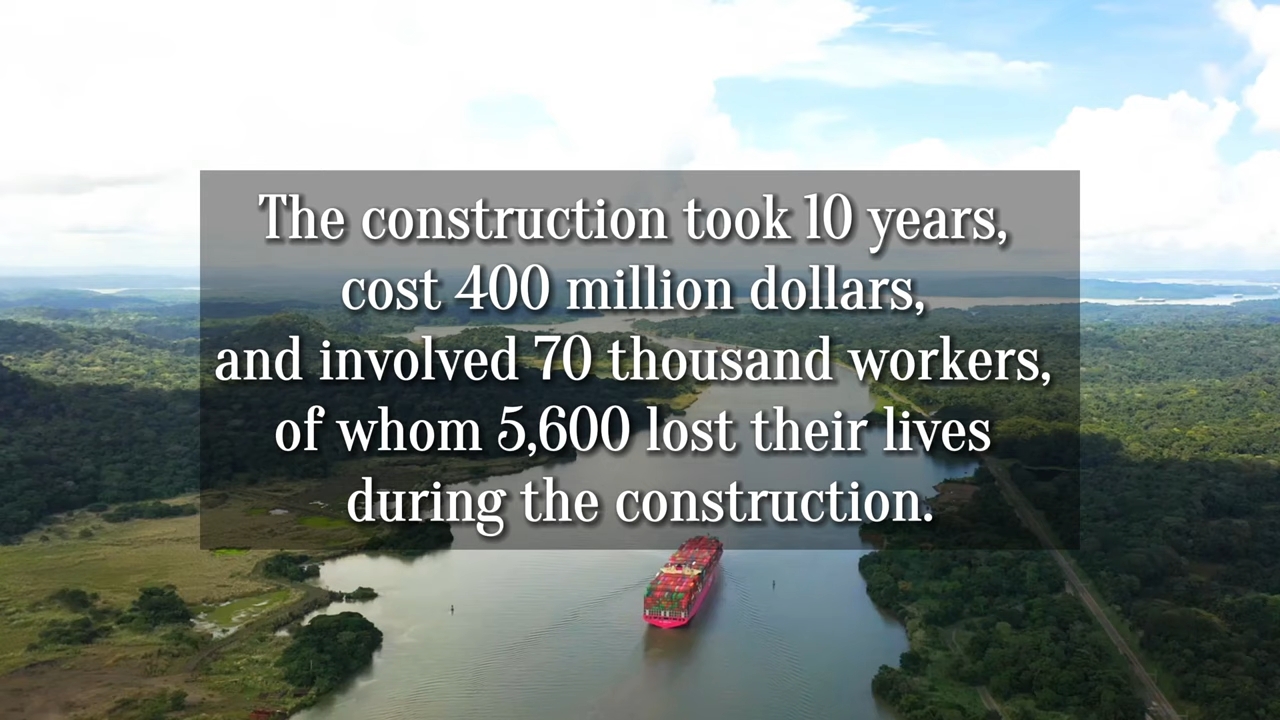 The construction took 10 years,
cost 400 million dollars,
and involved 70 thousand workers,
of whom 5,600 lost their lives
during the construction.